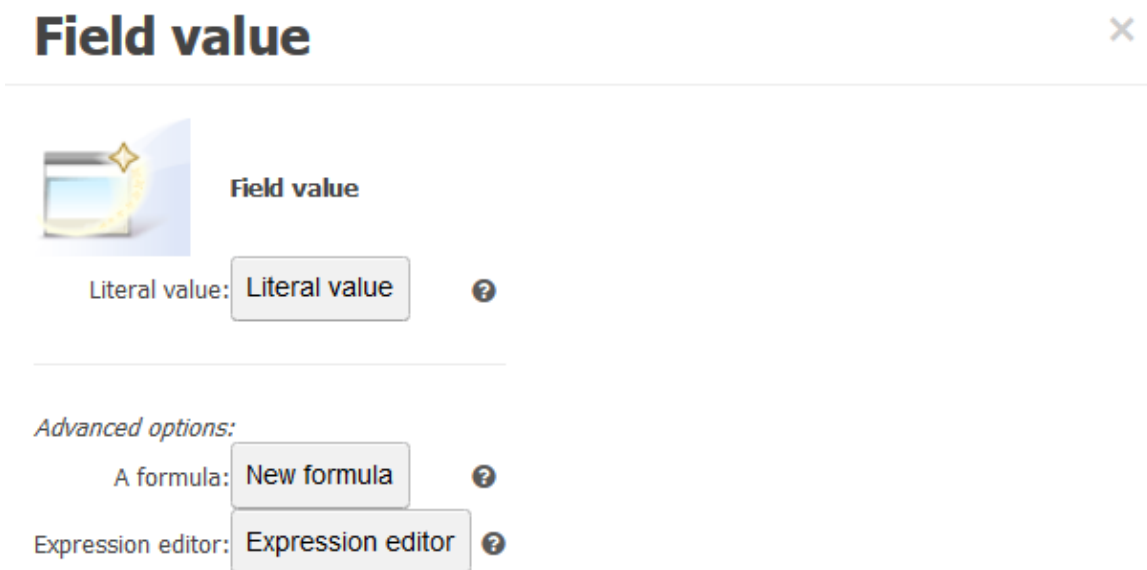 Field value
Field value
Literal value: Literal value
Advanced options:
A formula: New formula
Expression editor: Expression editor